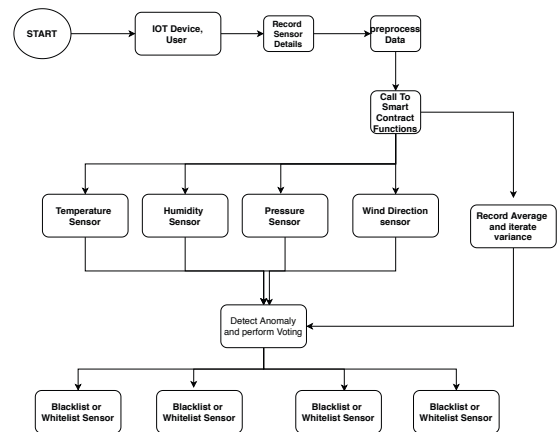 START
IOT Device,
User
Record
Sensor
Details
preprocess
Data
Call To
Smart
Contract
Functions
Temperature
Sensor
Humidity
Sensor
Pressure
Sensor
Wind Direction
sensor
Record Average
and iterate
variance
Detect Anomaly
and perform Voting
Blacklist or
Whitelist Sensor
Blacklist or
Whitelist Sensor
Blacklist or
Whitelist Sensor
Blacklist or
Whitelist Sensor